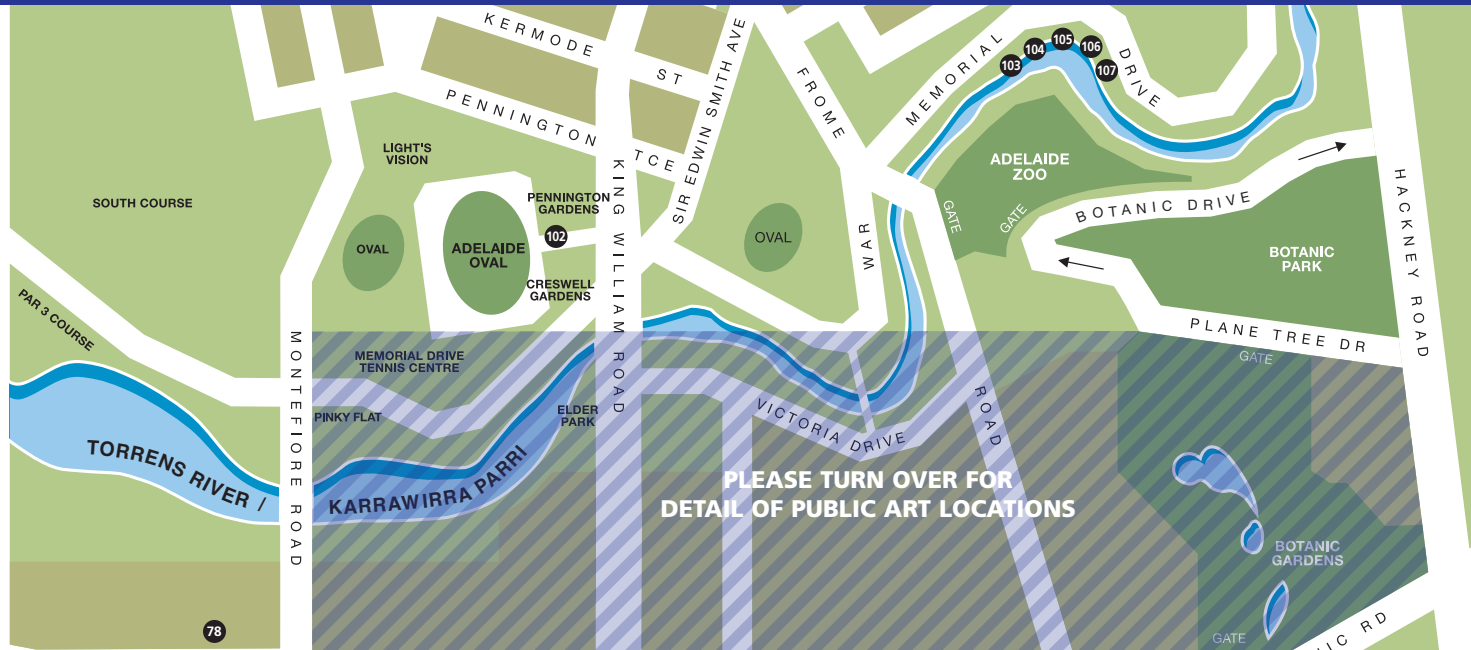 KERMODE ST
SIR EDWIN SMITH AVE
MEMORIAL DRIVE
103
104
105
106
107
FROME ROAD
PENNINGTON TCE
LIGHT'S
VISION
ADELAIDE
ZOO
SOUTH COURSE
PENNINGTON
GARDENS
KING WILLIAM ROAD
HACKNEY ROAD
BOTANIC DRIVE
GATE
GATE
102
OVAL
ADELAIDE
OVAL
OVAL
WAR
BOTANIC
PARK
CRESWELL
GARDENS
PAR 3 COURSE
MONTEFIORE ROAD
PLANE TREE DR
GATE
MEMORIAL DRIVE
TENNIS CENTRE
PINKY FLAT
ELDER
PARK
VICTORIA DRIVE
TORRENS RIVER /
KARRAWIRRA PARRI
PLEASE TURN OVER FOR
DETAIL OF PUBLIC ART LOCATIONS
BOTANIC
GARDENS
78
GATE
IC RD